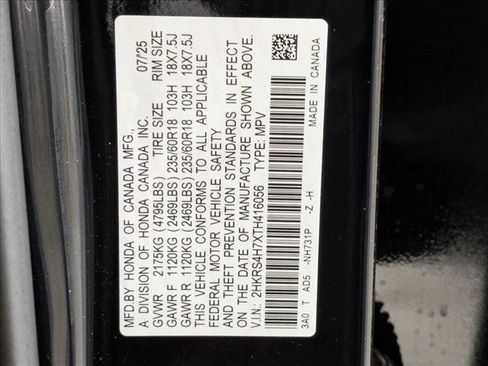 MFD.BY HONDA OF CANADA MFG., 07/25
A DIVISION OF HONDA CANADA INC.
GVWR 2175KG (4799LBS) TIRE SIZE RIM SIZE
GAWR F 1120KG (2469LBS) 235/60R18 103H 18X7.5J
GAWR R 1120KG (2469LBS) 235/60R18 103H 18X7.5J
THIS VEHICLE CONFORMS TO ALL APPLICABLE
FEDERAL MOTOR VEHICLE SAFETY
AND THEFT PREVENTION STANDARDS IN EFFECT
ON THE DATE OF MANUFACTURE SHOWN ABOVE.
V.I.N.: 2HKRS4H7XTH416056 TYPE: MPV
3A0 T AD5 -NH731P -Z -H MADE IN CANADA